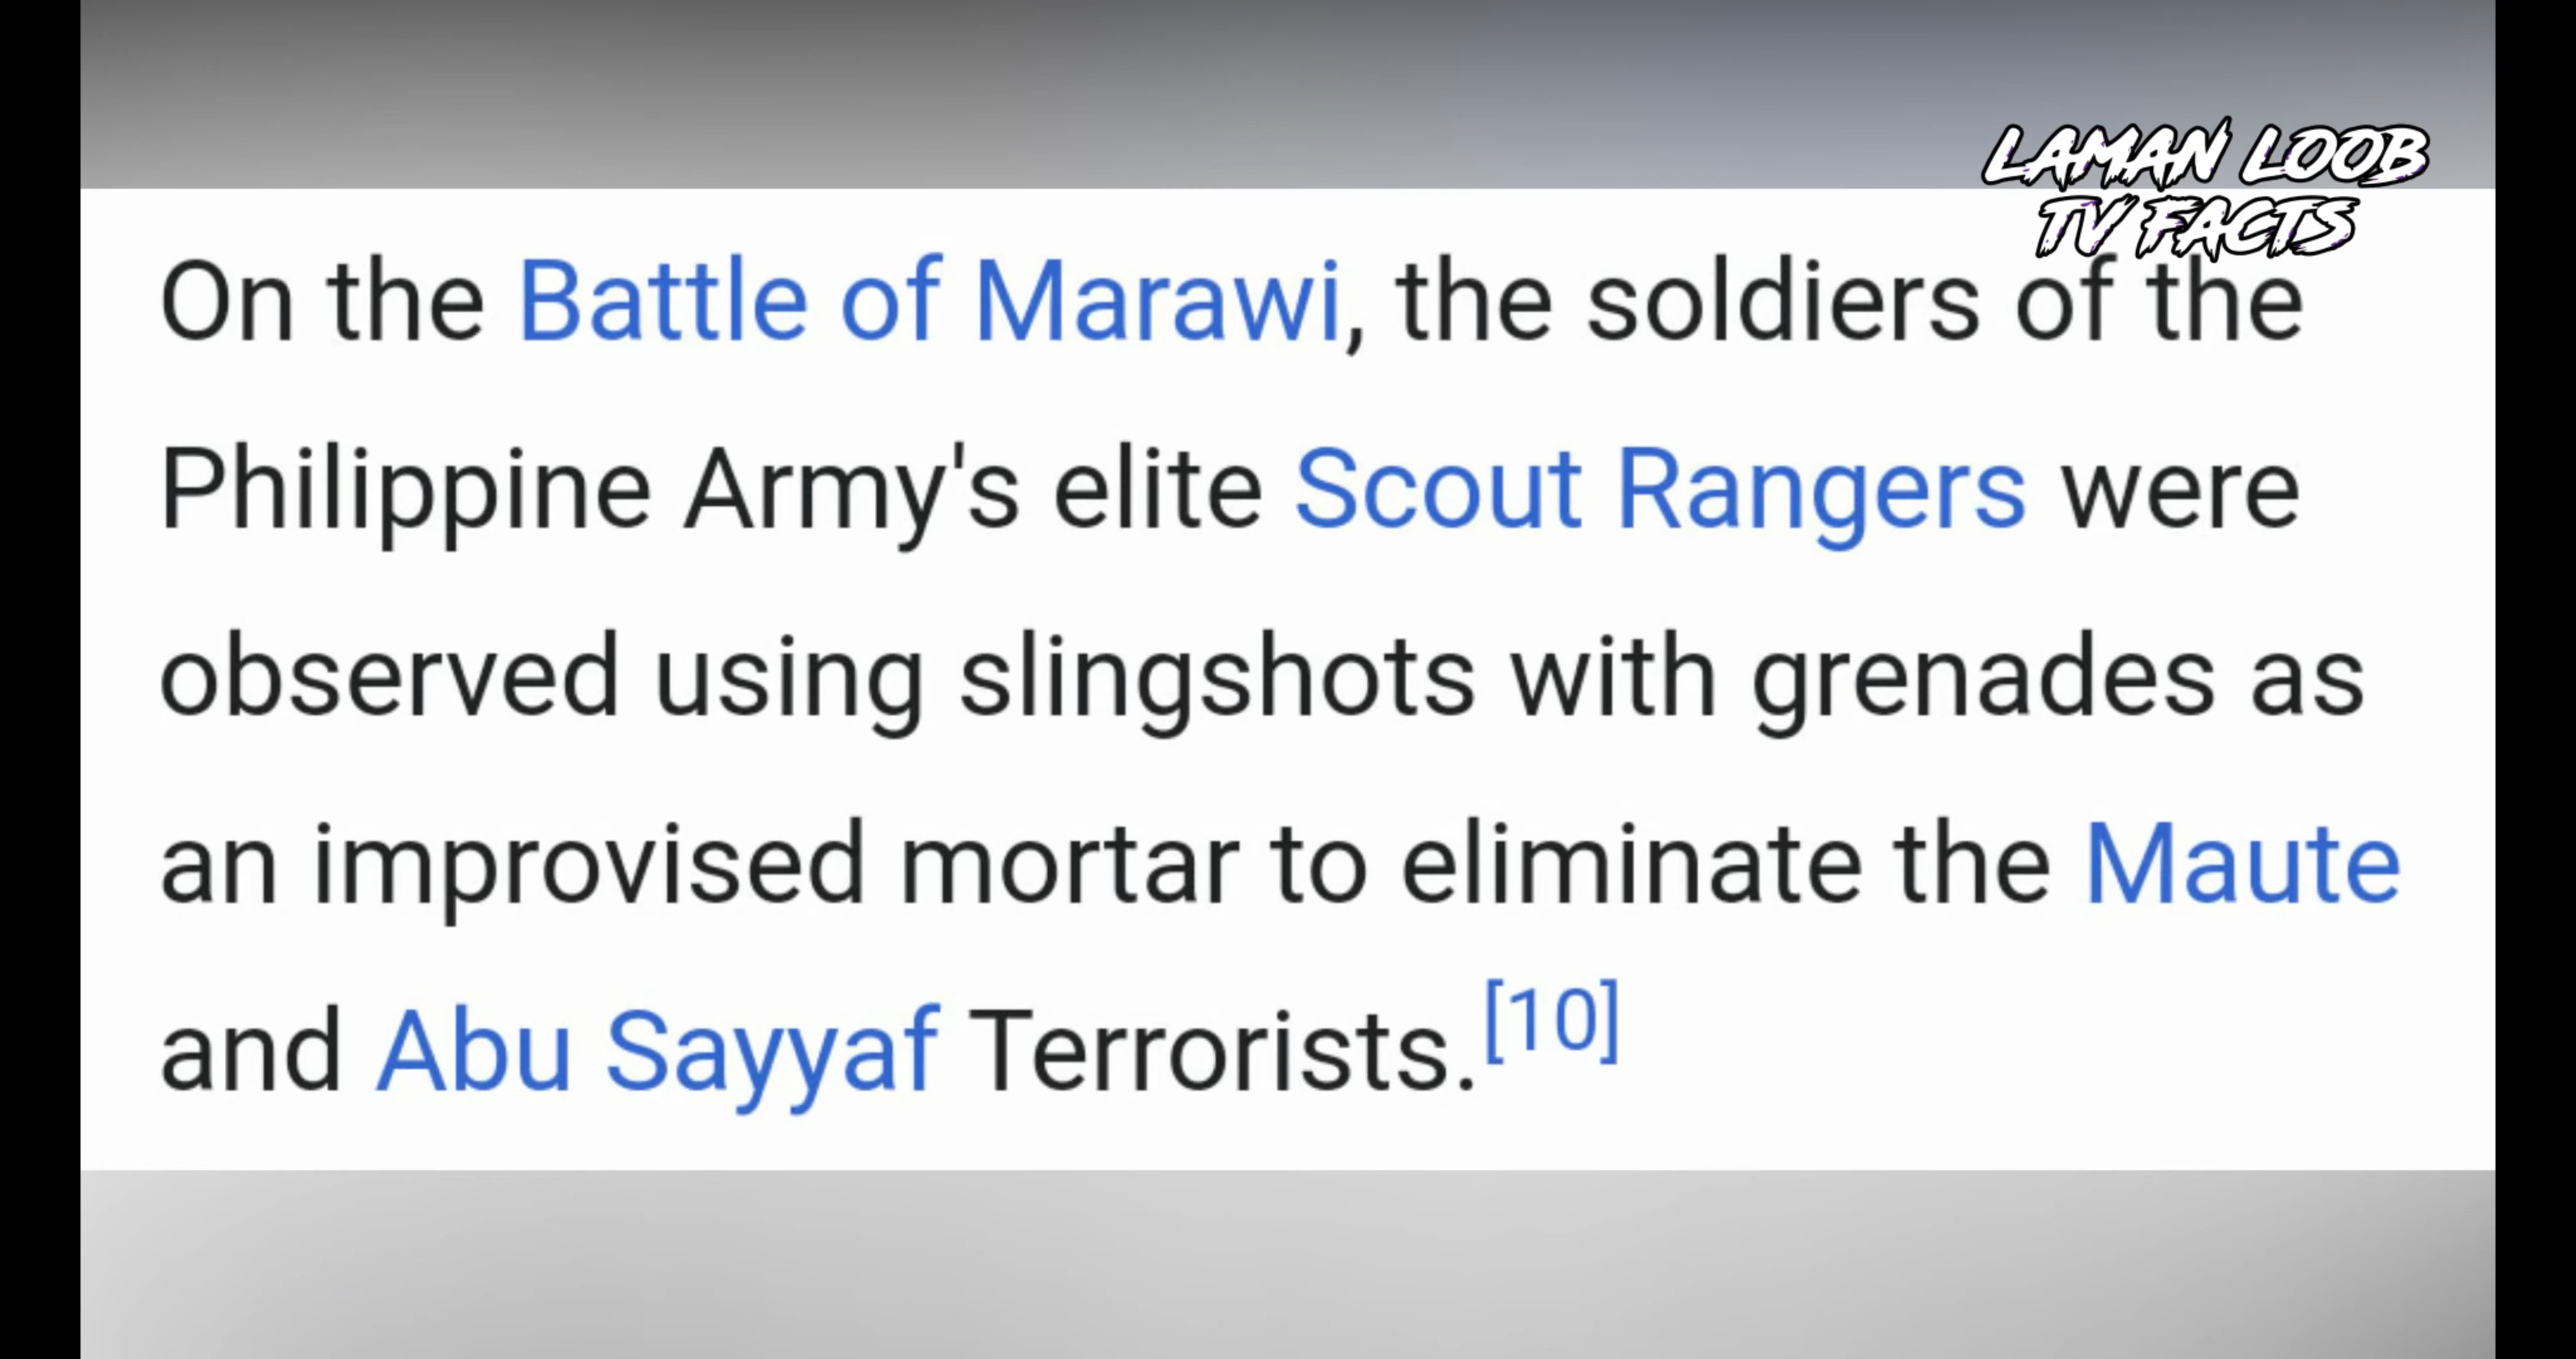 LAMAN LOOB
TV FACTS
On the Battle of Marawi, the soldiers of the
Philippine Army's elite Scout Rangers were
observed using slingshots with grenades as
an improvised mortar to eliminate the Maute
and Abu Sayyaf Terrorists.[10]